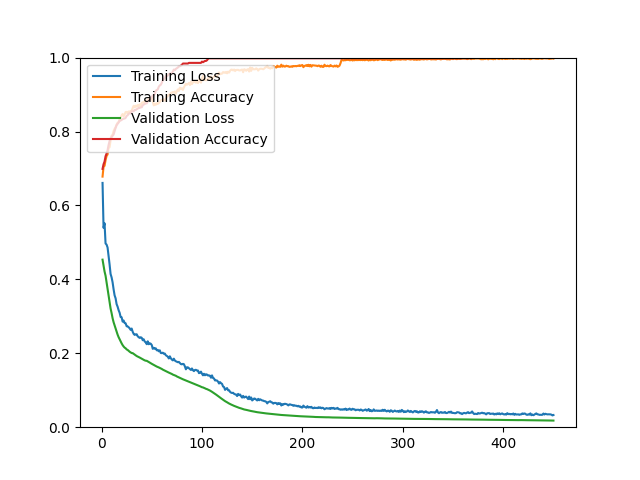 1.0
0.8
0.6
0.4
0.2
0.0
Training Loss
Training Accuracy
Validation Loss
Validation Accuracy
0 100 200 300 400